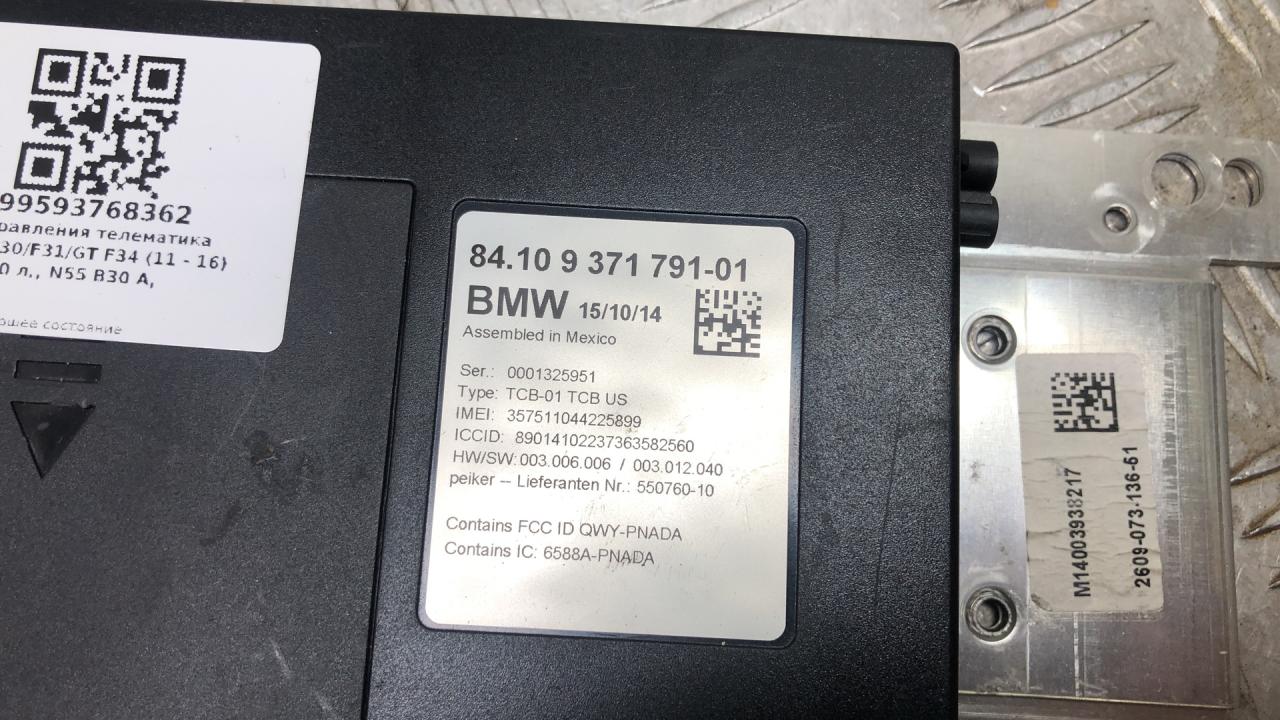 99593768362
телематика
30/F31/GT F34 (11 - 16)
0 л., N55 B30 A,
состояние
84.10 9 371 791-01
BMW 15/10/14
Assembled in Mexico
Ser.: 0001325951
Type: TCB-01 TCB US
IMEI: 357511044225899
ICCID: 89014102237363582560
HW/SW: 003.006.006 / 003.012.040
peiker -- Lieferanten Nr.: 550760-10
Contains FCC ID QWY-PNADA
Contains IC: 6588A-PNADA
M14003938217
2609-073-136-51